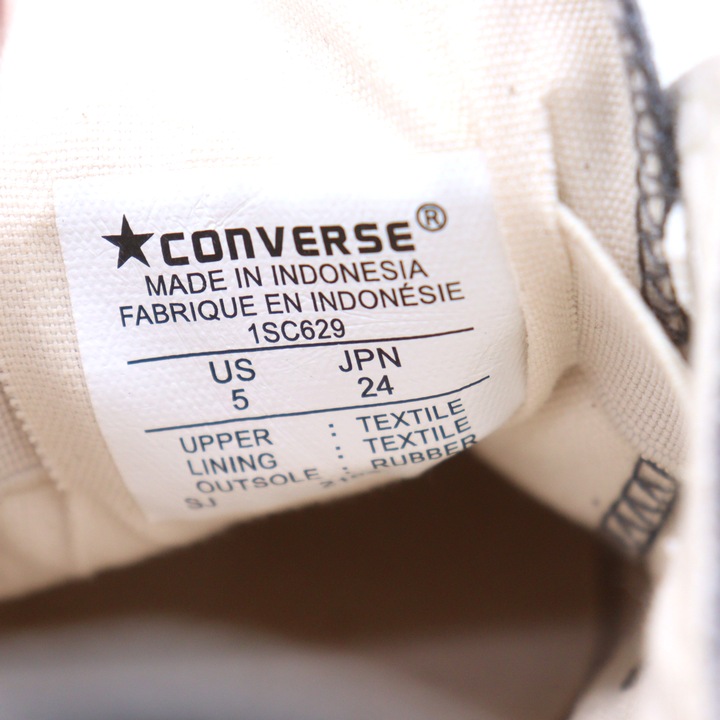 ★CONVERSE®
MADE IN INDONESIA
FABRIQUE EN INDONÉSIE
1SC629
US JPN
5 24
UPPER : TEXTILE
LINING : TEXTILE
OUTSOLE : RUBBER
SJ